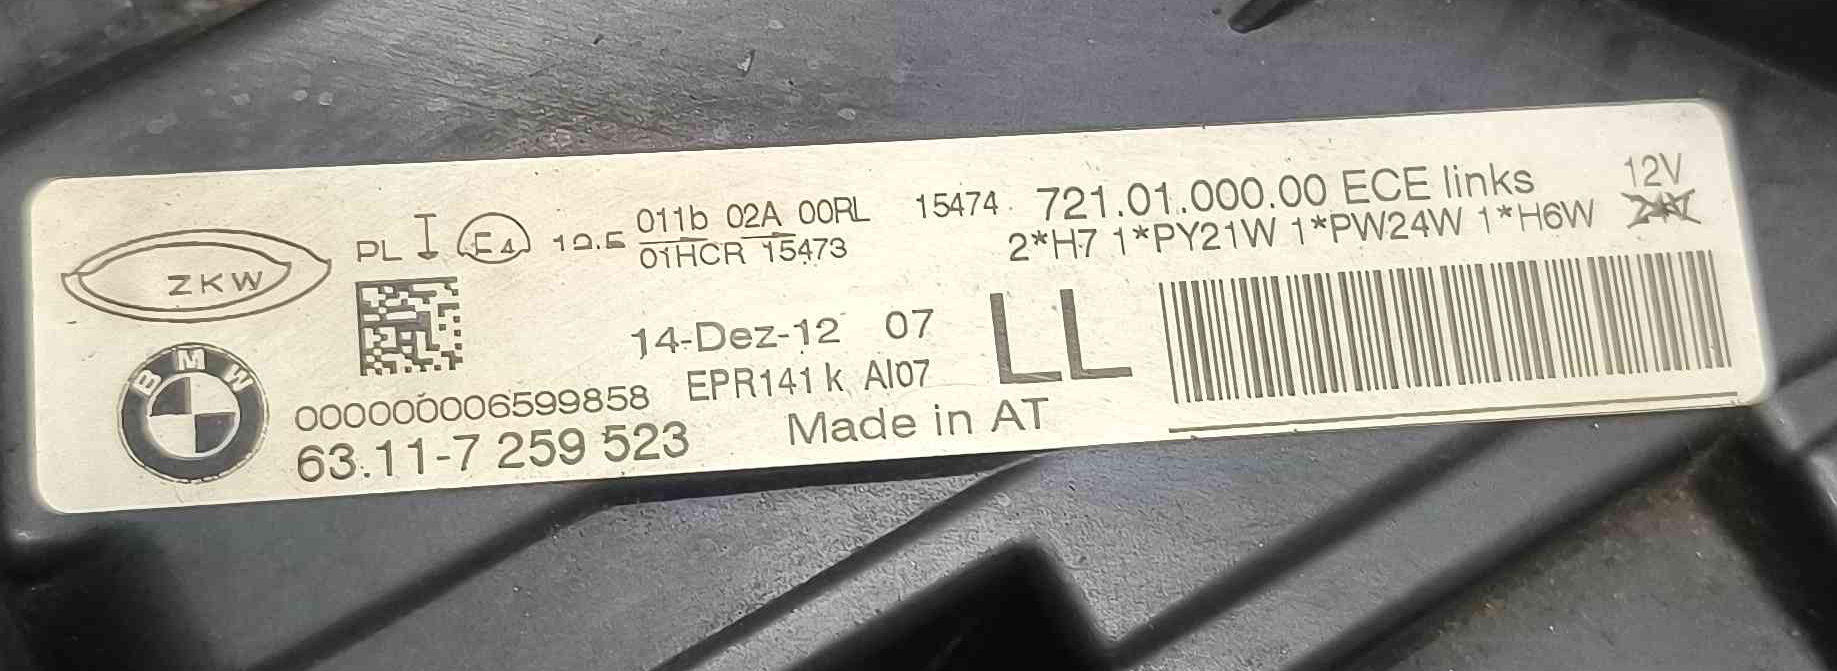 ZKW
PL E4 12.5 011b 02A 00RL 15474 721.01.000.00 ECE links 12V
01HCR 15473 2*H7 1*PY21W 1*PW24W 1*H6W 24V
BMW
14-Dez-12 07 LL
000000006599858 EPR141 k AI07
63.11-7 259 523 Made in AT